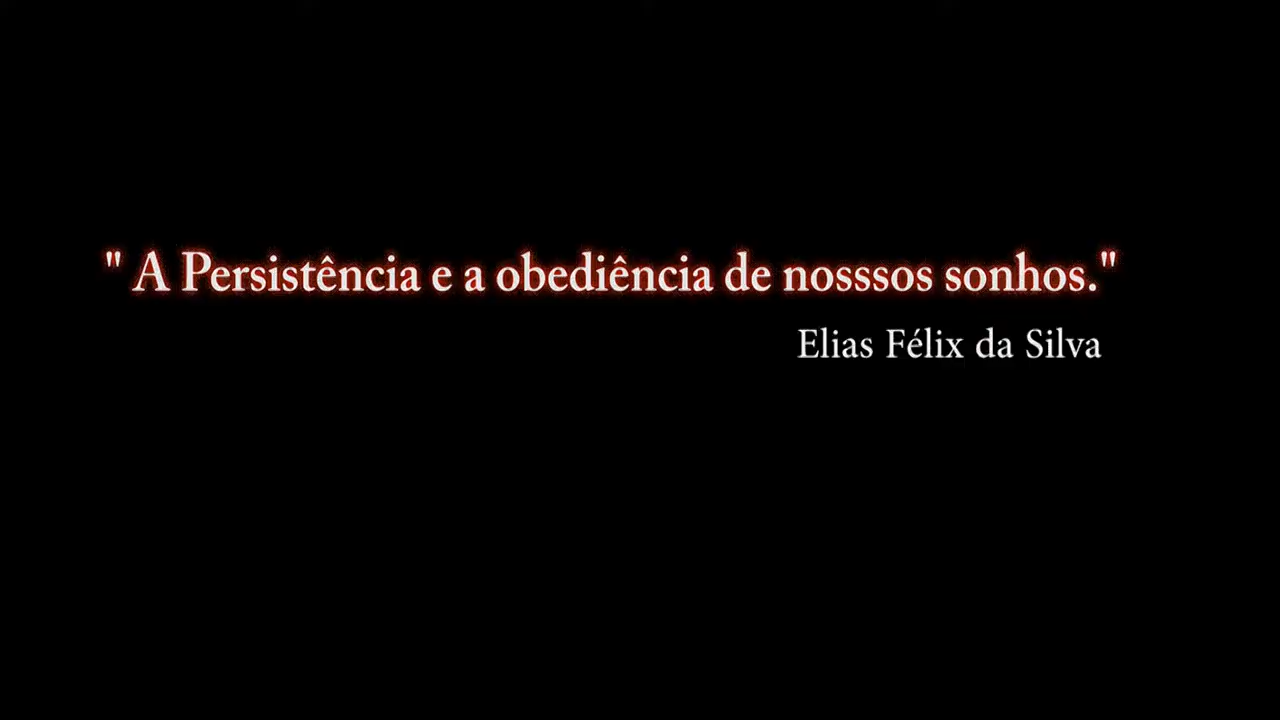 " A Persistência e a obediência de nosssos sonhos."
Elias Félix da Silva